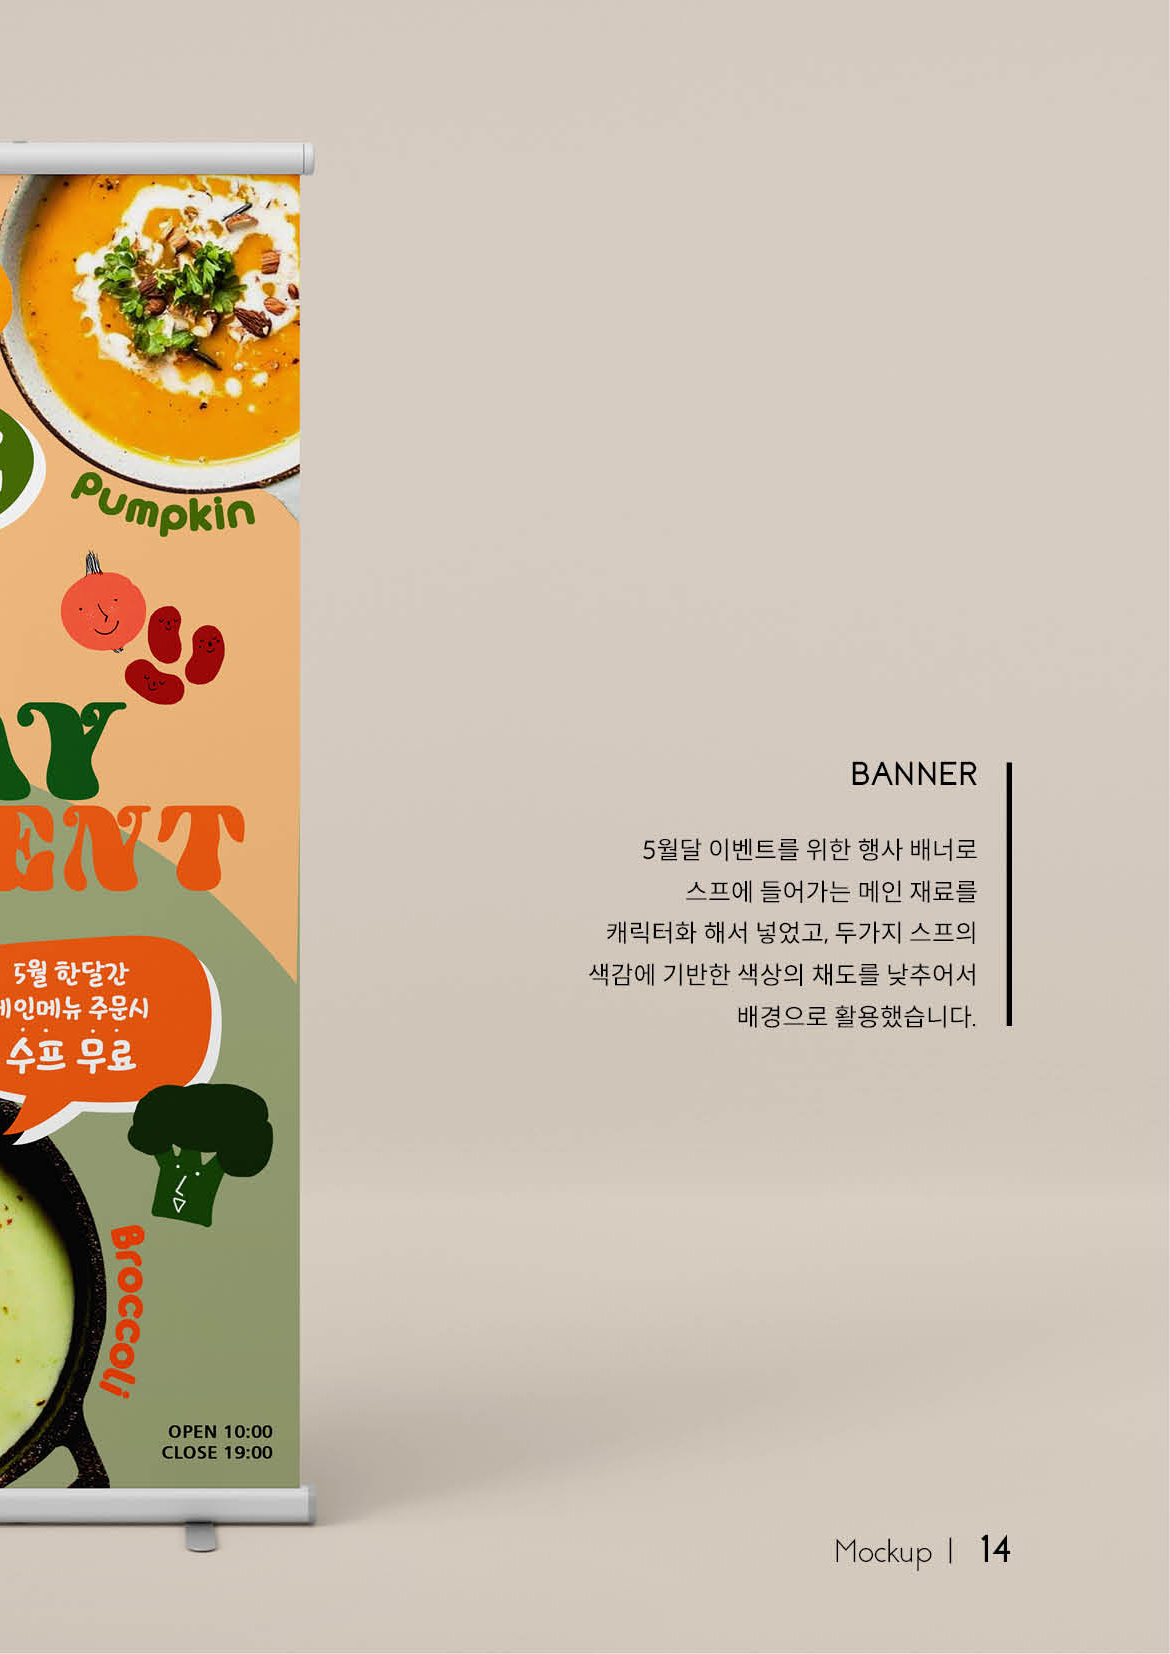 Pumpkin
AY
ENT
5월 한달간
메인메뉴 주문시
수프 무료
Broccoli
OPEN 10:00
CLOSE 19:00
BANNER
5월달 이벤트를 위한 행사 배너로
스프에 들어가는 메인 재료를
캐릭터화 해서 넣었고, 두가지 스프의
색감에 기반한 색상의 채도를 낮추어서
배경으로 활용했습니다.
Mockup | 14